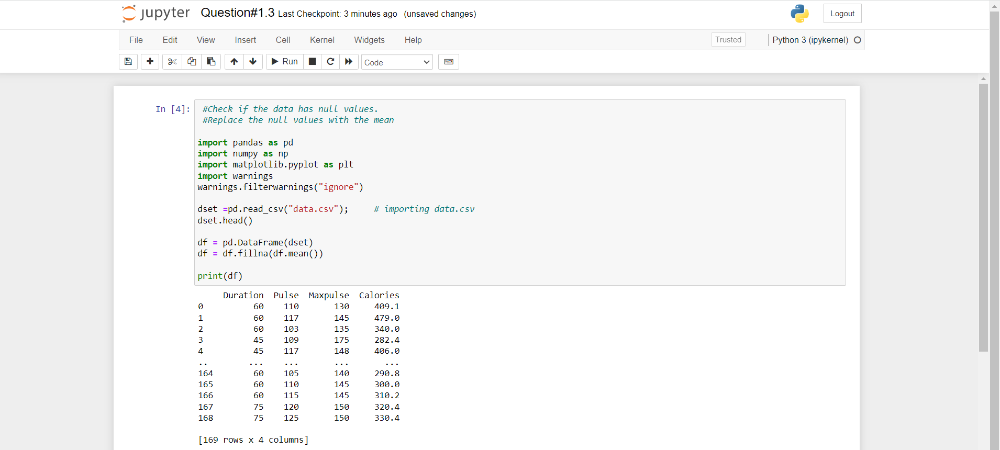 jupyter Question#1.3 Last Checkpoint: 3 minutes ago (unsaved changes) Logout
File Edit View Insert Cell Kernel Widgets Help Trusted Python 3 (ipykernel)
Run Code
In [4]: #Check if the data has null values.
#Replace the null values with the mean
import pandas as pd
import numpy as np
import matplotlib.pyplot as plt
import warnings
warnings.filterwarnings("ignore")
dset =pd.read_csv("data.csv"); # importing data.csv
dset.head()
df = pd.DataFrame(dset)
df = df.fillna(df.mean())
print(df)
Duration Pulse Maxpulse Calories
0 60 110 130 409.1
1 60 117 145 479.0
2 60 103 135 340.0
3 45 109 175 282.4
4 45 117 148 406.0
.. ... ... ... ...
164 60 105 140 290.8
165 60 110 145 300.0
166 60 115 145 310.2
167 75 120 150 320.4
168 75 125 150 330.4
[169 rows x 4 columns]